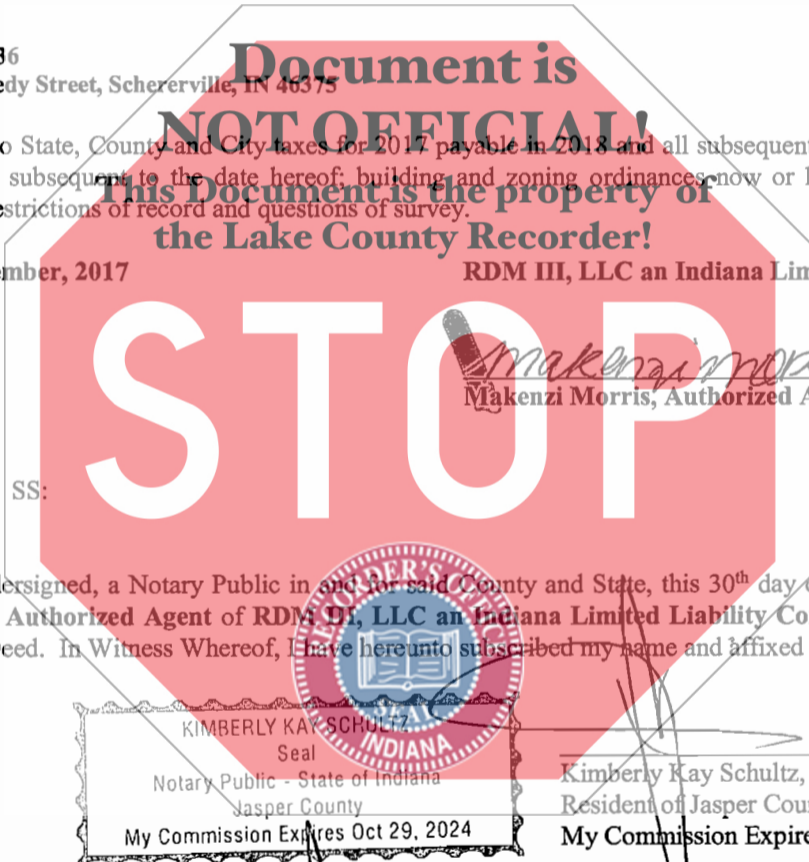 Document is
NOT OFFICIAL!
This Document is the property of
the Lake County Recorder!
STOP
36
edy Street, Schererville, IN 46375
o State, County and City taxes for 2017 payable in 2018 and all subsequent
subsequent to the date hereof; building and zoning ordinances now or
estrictions of record and questions of survey.
mber, 2017 RDM III, LLC an Indiana Lim
Makenzi Mor
Makenzi Morris, Authorized A
SS:
ersigned, a Notary Public in and for said County and State, this 30th day
Authorized Agent of RDM III, LLC an Indiana Limited Liability Co
eed. In Witness Whereof, I have hereunto subscribed my name and affixed
RECORDER'S OFFICE
SEAL
INDIANA
KIMBERLY KAY SCHULTZ
Seal
Notary Public - State of Indiana
Jasper County
My Commission Expires Oct 29, 2024
Kimberly Kay Schultz,
Resident of Jasper Cou
My Commission Expire